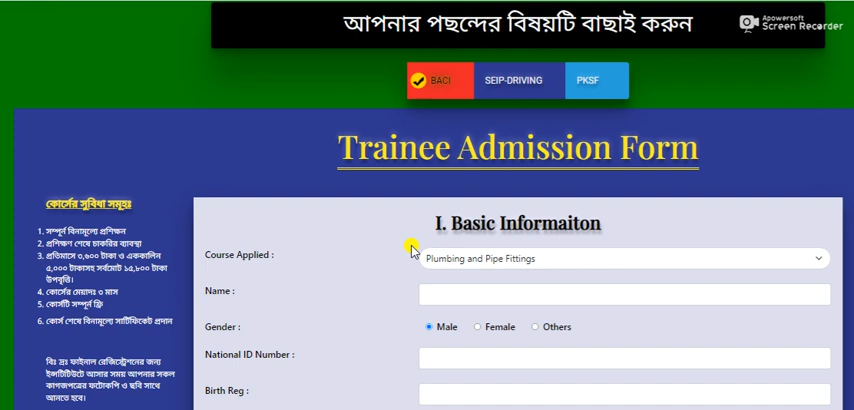 আপনার পছন্দের বিষয়টি বাছাই করুন
Apowersoft
Screen Recorder
BACI
SEIP-DRIVING
PKSF
Trainee Admission Form
কোর্সের সুবিধা সমূহঃ
1. সম্পূর্ন বিনামূল্যে প্রশিক্ষন
2. প্রশিক্ষণ শেষে চাকরির ব্যাবস্থা
3. প্রতিমাসে ৩,৬০০ টাকা ও এককালিন
৫,০০০ টাকাসহ সর্বমোট ১৫,৮০০ টাকা
উপবৃত্তি।
4. কোর্সের মেয়াদঃ ৩ মাস
5. কোর্সটি সম্পূর্ন ফ্রি
6. কোর্স শেষে বিনামূল্যে সার্টিফিকেট প্রদান
বিঃ দ্রঃ ফাইনাল রেজিস্ট্রেশনের জন্য
ইন্সটিটিউটে আসার সময় আপনার সকল
কাগজপত্রের ফটোকপি ও ছবি সাথে
আনতে হবে।
I. Basic Informaiton
Course Applied :
Plumbing and Pipe Fittings
Name :
Gender :
Male
Female
Others
National ID Number :
Birth Reg :